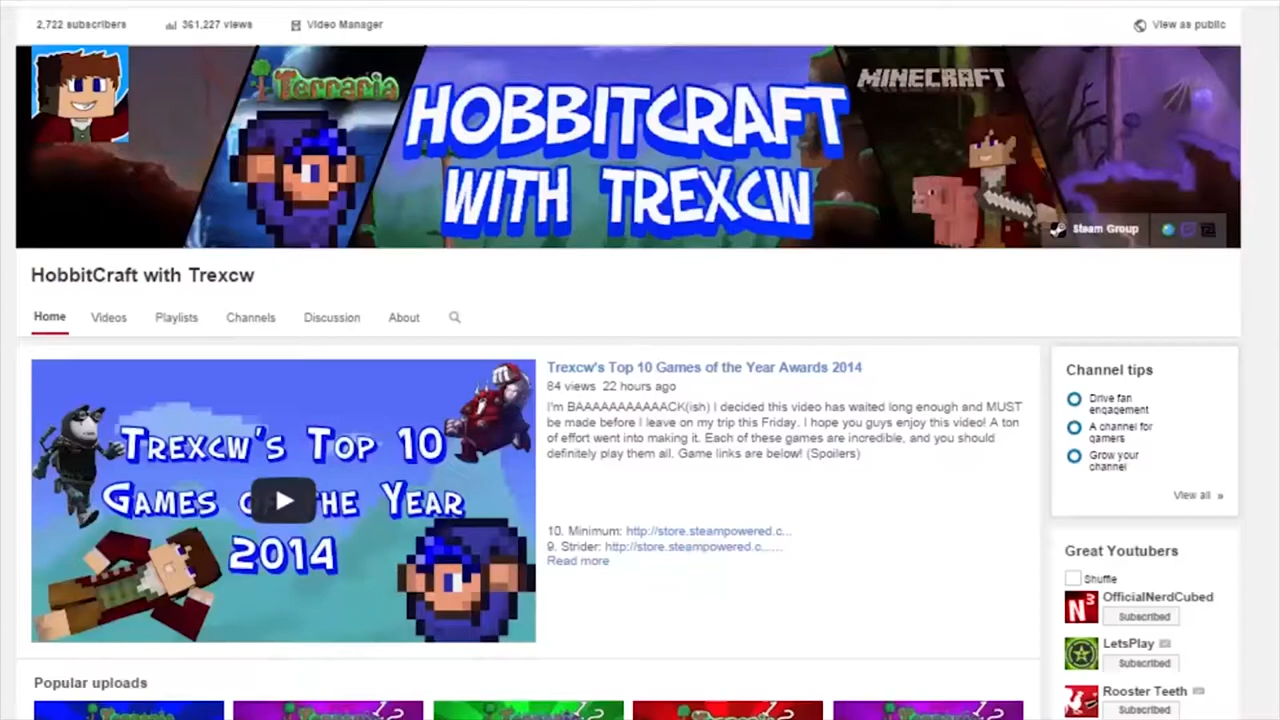 2,722 subscribers
361,227 views
Video Manager
View as public
Terraria
HOBBITCRAFT
WITH TREXCW
MINECRAFT
Steam Group
HobbitCraft with Trexcw
Home
Videos
Playlists
Channels
Discussion
About
Trexcw's Top 10
Games of the Year
2014
Trexcw's Top 10 Games of the Year Awards 2014
84 views 22 hours ago
I'm BAAAAAAAAAAACK(ish) I decided this video has waited long enough and MUST
be made before I leave on my trip this Friday. I hope you guys enjoy this video! A ton
of effort went into making it. Each of these games are incredible, and you should
definitely play them all. Game links are below! (Spoilers)
10. Minimum: http://store.steampowered.c...
9. Strider: http://store.steampowered.c......
Read more
Channel tips
Drive fan
engagement
A channel for
gamers
Grow your
channel
View all »
Great Youtubers
Shuffle
N3
OfficialNerdCubed
Subscribed
LetsPlay
Subscribed
Rooster Teeth
Subscribed
Popular uploads